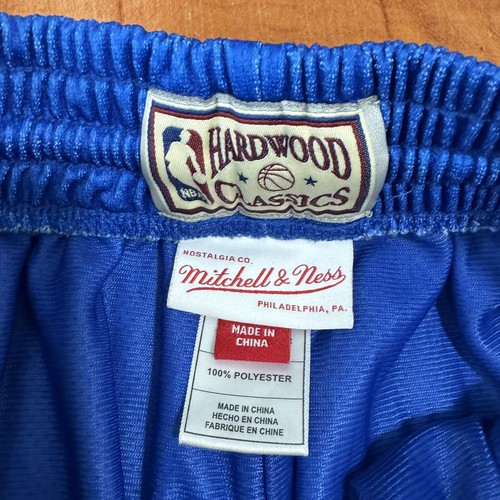 HARDWOOD
NBA
CLASSICS
NOSTALGIA CO.
Mitchell & Ness
PHILADELPHIA, PA.
MADE IN
CHINA
100% POLYESTER
MADE IN CHINA
HECHO EN CHINA
FABRIQUE EN CHINE